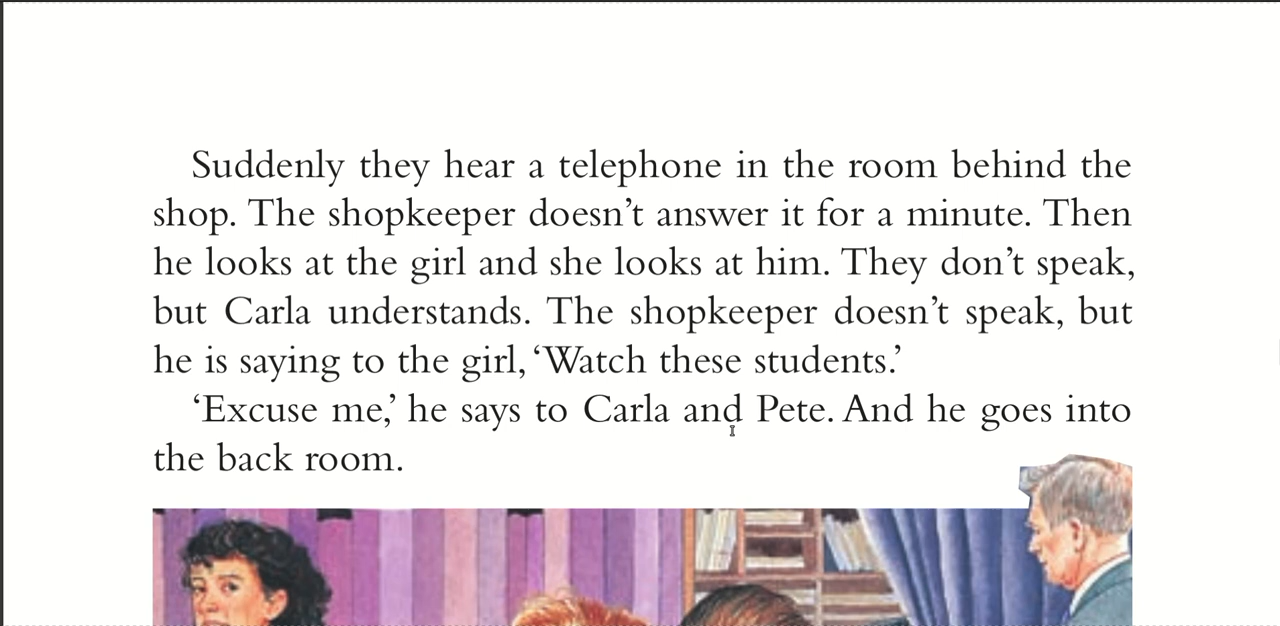 Suddenly they hear a telephone in the room behind the
shop. The shopkeeper doesn’t answer it for a minute. Then
he looks at the girl and she looks at him. They don’t speak,
but Carla understands. The shopkeeper doesn’t speak, but
he is saying to the girl, ‘Watch these students.’
‘Excuse me,’ he says to Carla and Pete. And he goes into
the back room.